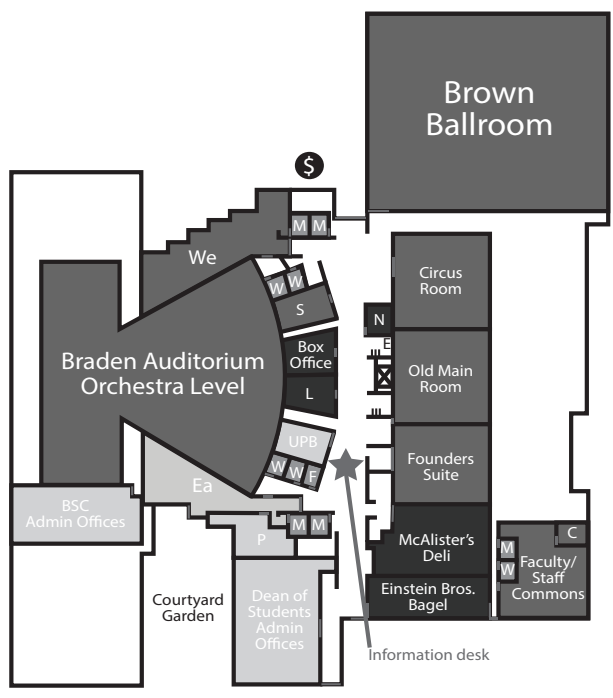 Brown
Ballroom
$
M M
We
W W
Circus
Room
S
N
E
Box
Office
Braden Auditorium
Orchestra Level
Old Main
Room
L
UPB
W W F
Founders
Suite
Ea
BSC
Admin Offices
M M
P
McAlister's
Deli
C
M
W
Faculty/
Staff
Commons
Einstein Bros.
Bagel
Courtyard
Garden
Dean of
Students
Admin
Offices
Information desk